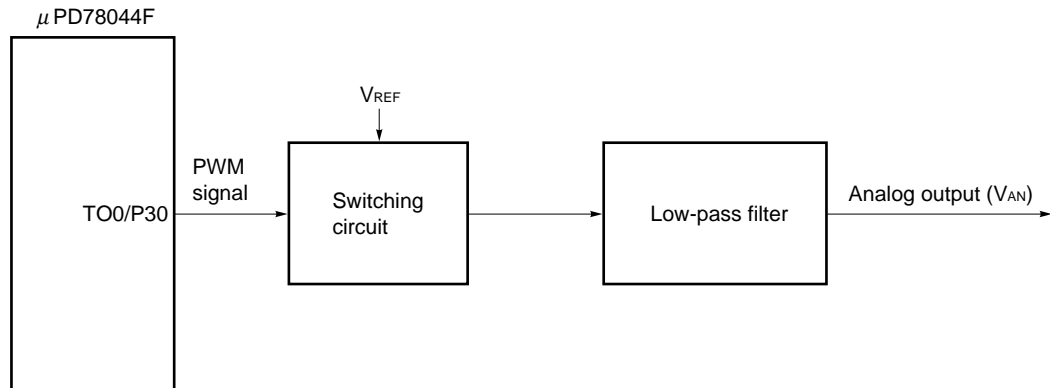 μPD78044F
VREF
PWM
signal
TO0/P30
Switching
circuit
Low-pass filter
Analog output (VAN)